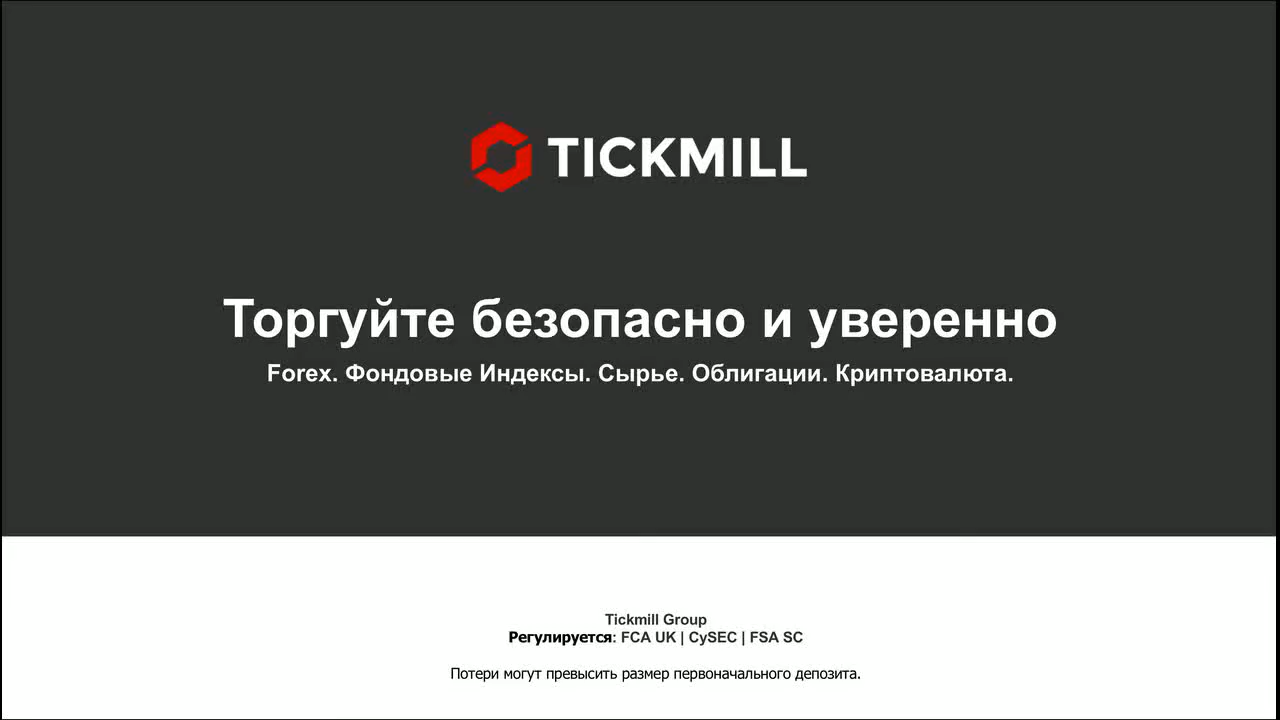 TICKMILL
Торгуйте безопасно и уверенно
Forex. Фондовые Индексы. Сырье. Облигации. Криптовалюта.
Tickmill Group
Регулируется: FCA UK | CySEC | FSA SC
Потери могут превысить размер первоначального депозита.